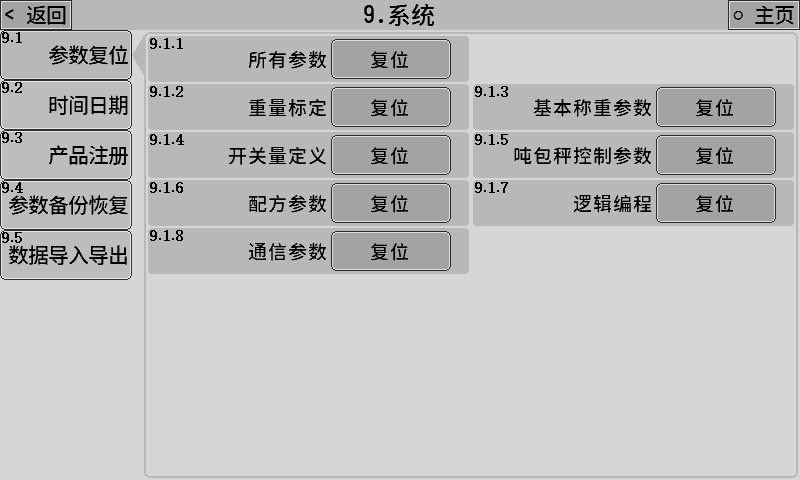 < 返回
9.系统
○ 主页
9.1
参数复位
9.2
时间日期
9.3
产品注册
9.4
参数备份恢复
9.5
数据导入导出
9.1.1
所有参数 复位
9.1.2
重量标定 复位
9.1.3
基本称重参数 复位
9.1.4
开关量定义 复位
9.1.5
吨包秤控制参数 复位
9.1.6
配方参数 复位
9.1.7
逻辑编程 复位
9.1.8
通信参数 复位